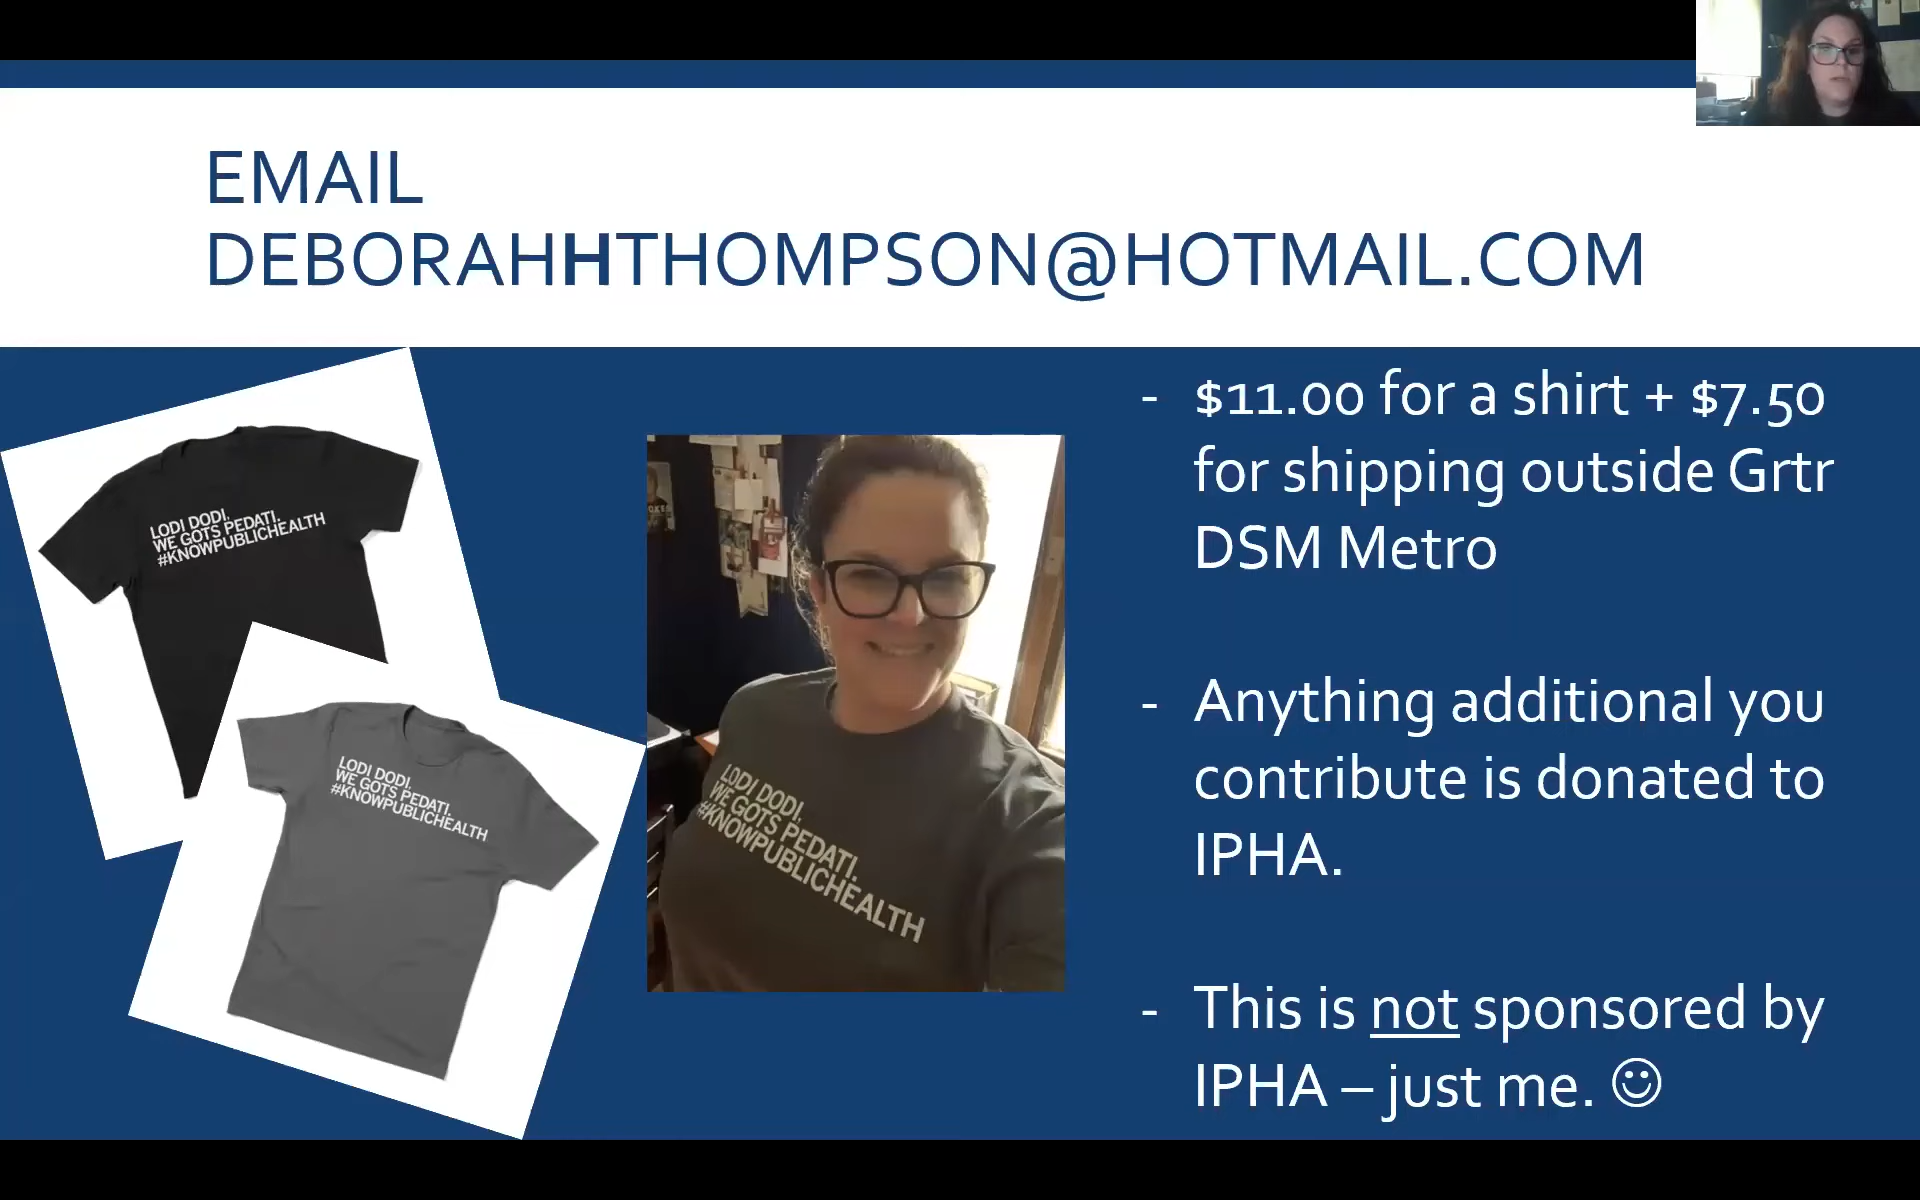 EMAIL
DEBORAHHTHOMPSON@HOTMAIL.COM
LODI DODI.
WE GOTS PEDATI.
#KNOWPUBLICHEALTH
LODI DODI.
WE GOTS PEDATI.
#KNOWPUBLICHEALTH
LODI DODI.
WE GOTS PEDATI.
#KNOWPUBLICHEALTH
- $11.00 for a shirt + $7.50
for shipping outside Grtr
DSM Metro
- Anything additional you
contribute is donated to
IPHA.
- This is not sponsored by
IPHA – just me. ☺